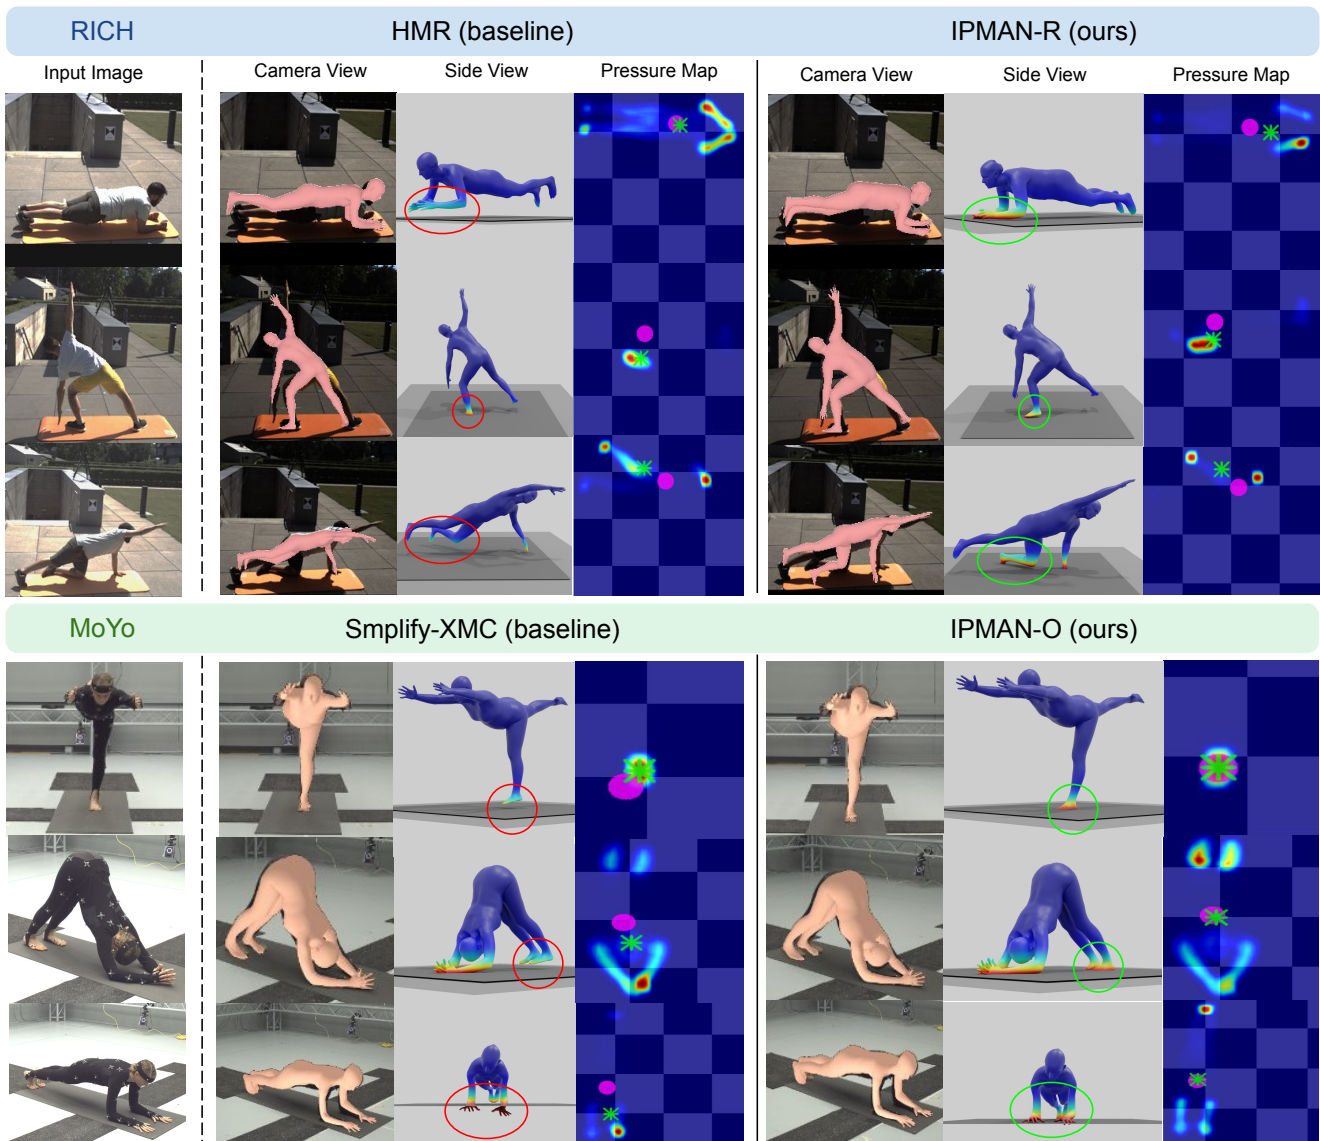 RICH HMR (baseline) IPMAN-R (ours)
Input Image Camera View Side View Pressure Map Camera View Side View Pressure Map
MoYo Smplify-XMC (baseline) IPMAN-O (ours)